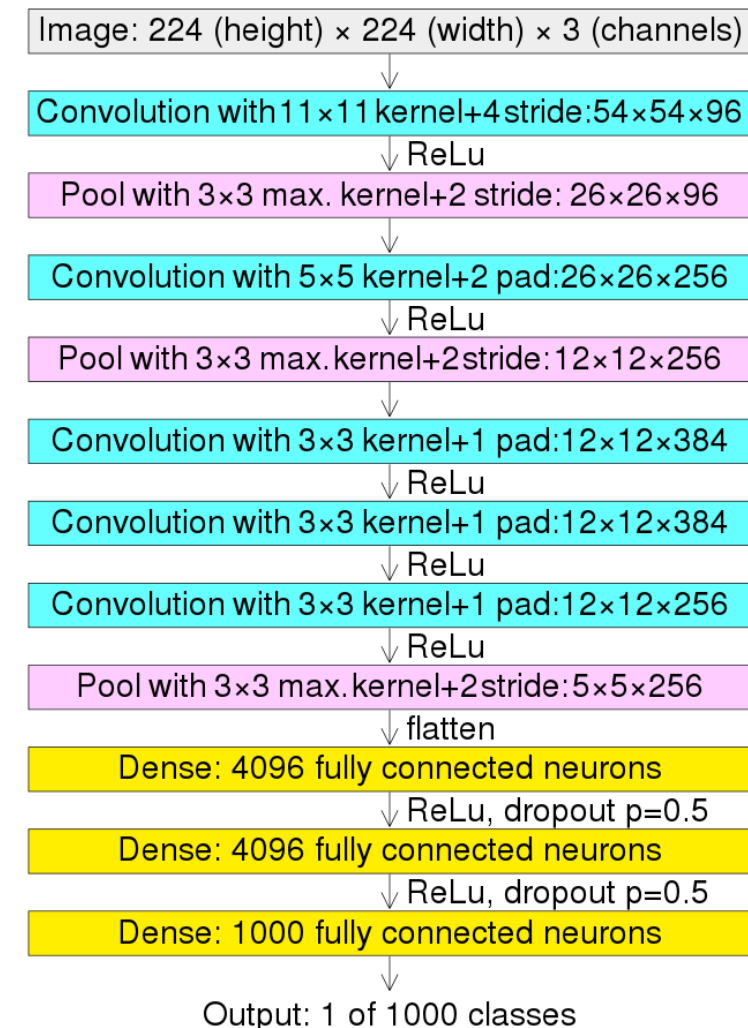 Image: 224 (height) × 224 (width) × 3 (channels)
Convolution with 11×11 kernel+4 stride:54×54×96
ReLu
Pool with 3×3 max. kernel+2 stride: 26×26×96
Convolution with 5×5 kernel+2 pad:26×26×256
ReLu
Pool with 3×3 max.kernel+2stride:12×12×256
Convolution with 3×3 kernel+1 pad:12×12×384
ReLu
Convolution with 3×3 kernel+1 pad:12×12×384
ReLu
Convolution with 3×3 kernel+1 pad:12×12×256
ReLu
Pool with 3×3 max.kernel+2stride:5×5×256
flatten
Dense: 4096 fully connected neurons
ReLu, dropout p=0.5
Dense: 4096 fully connected neurons
ReLu, dropout p=0.5
Dense: 1000 fully connected neurons
Output: 1 of 1000 classes